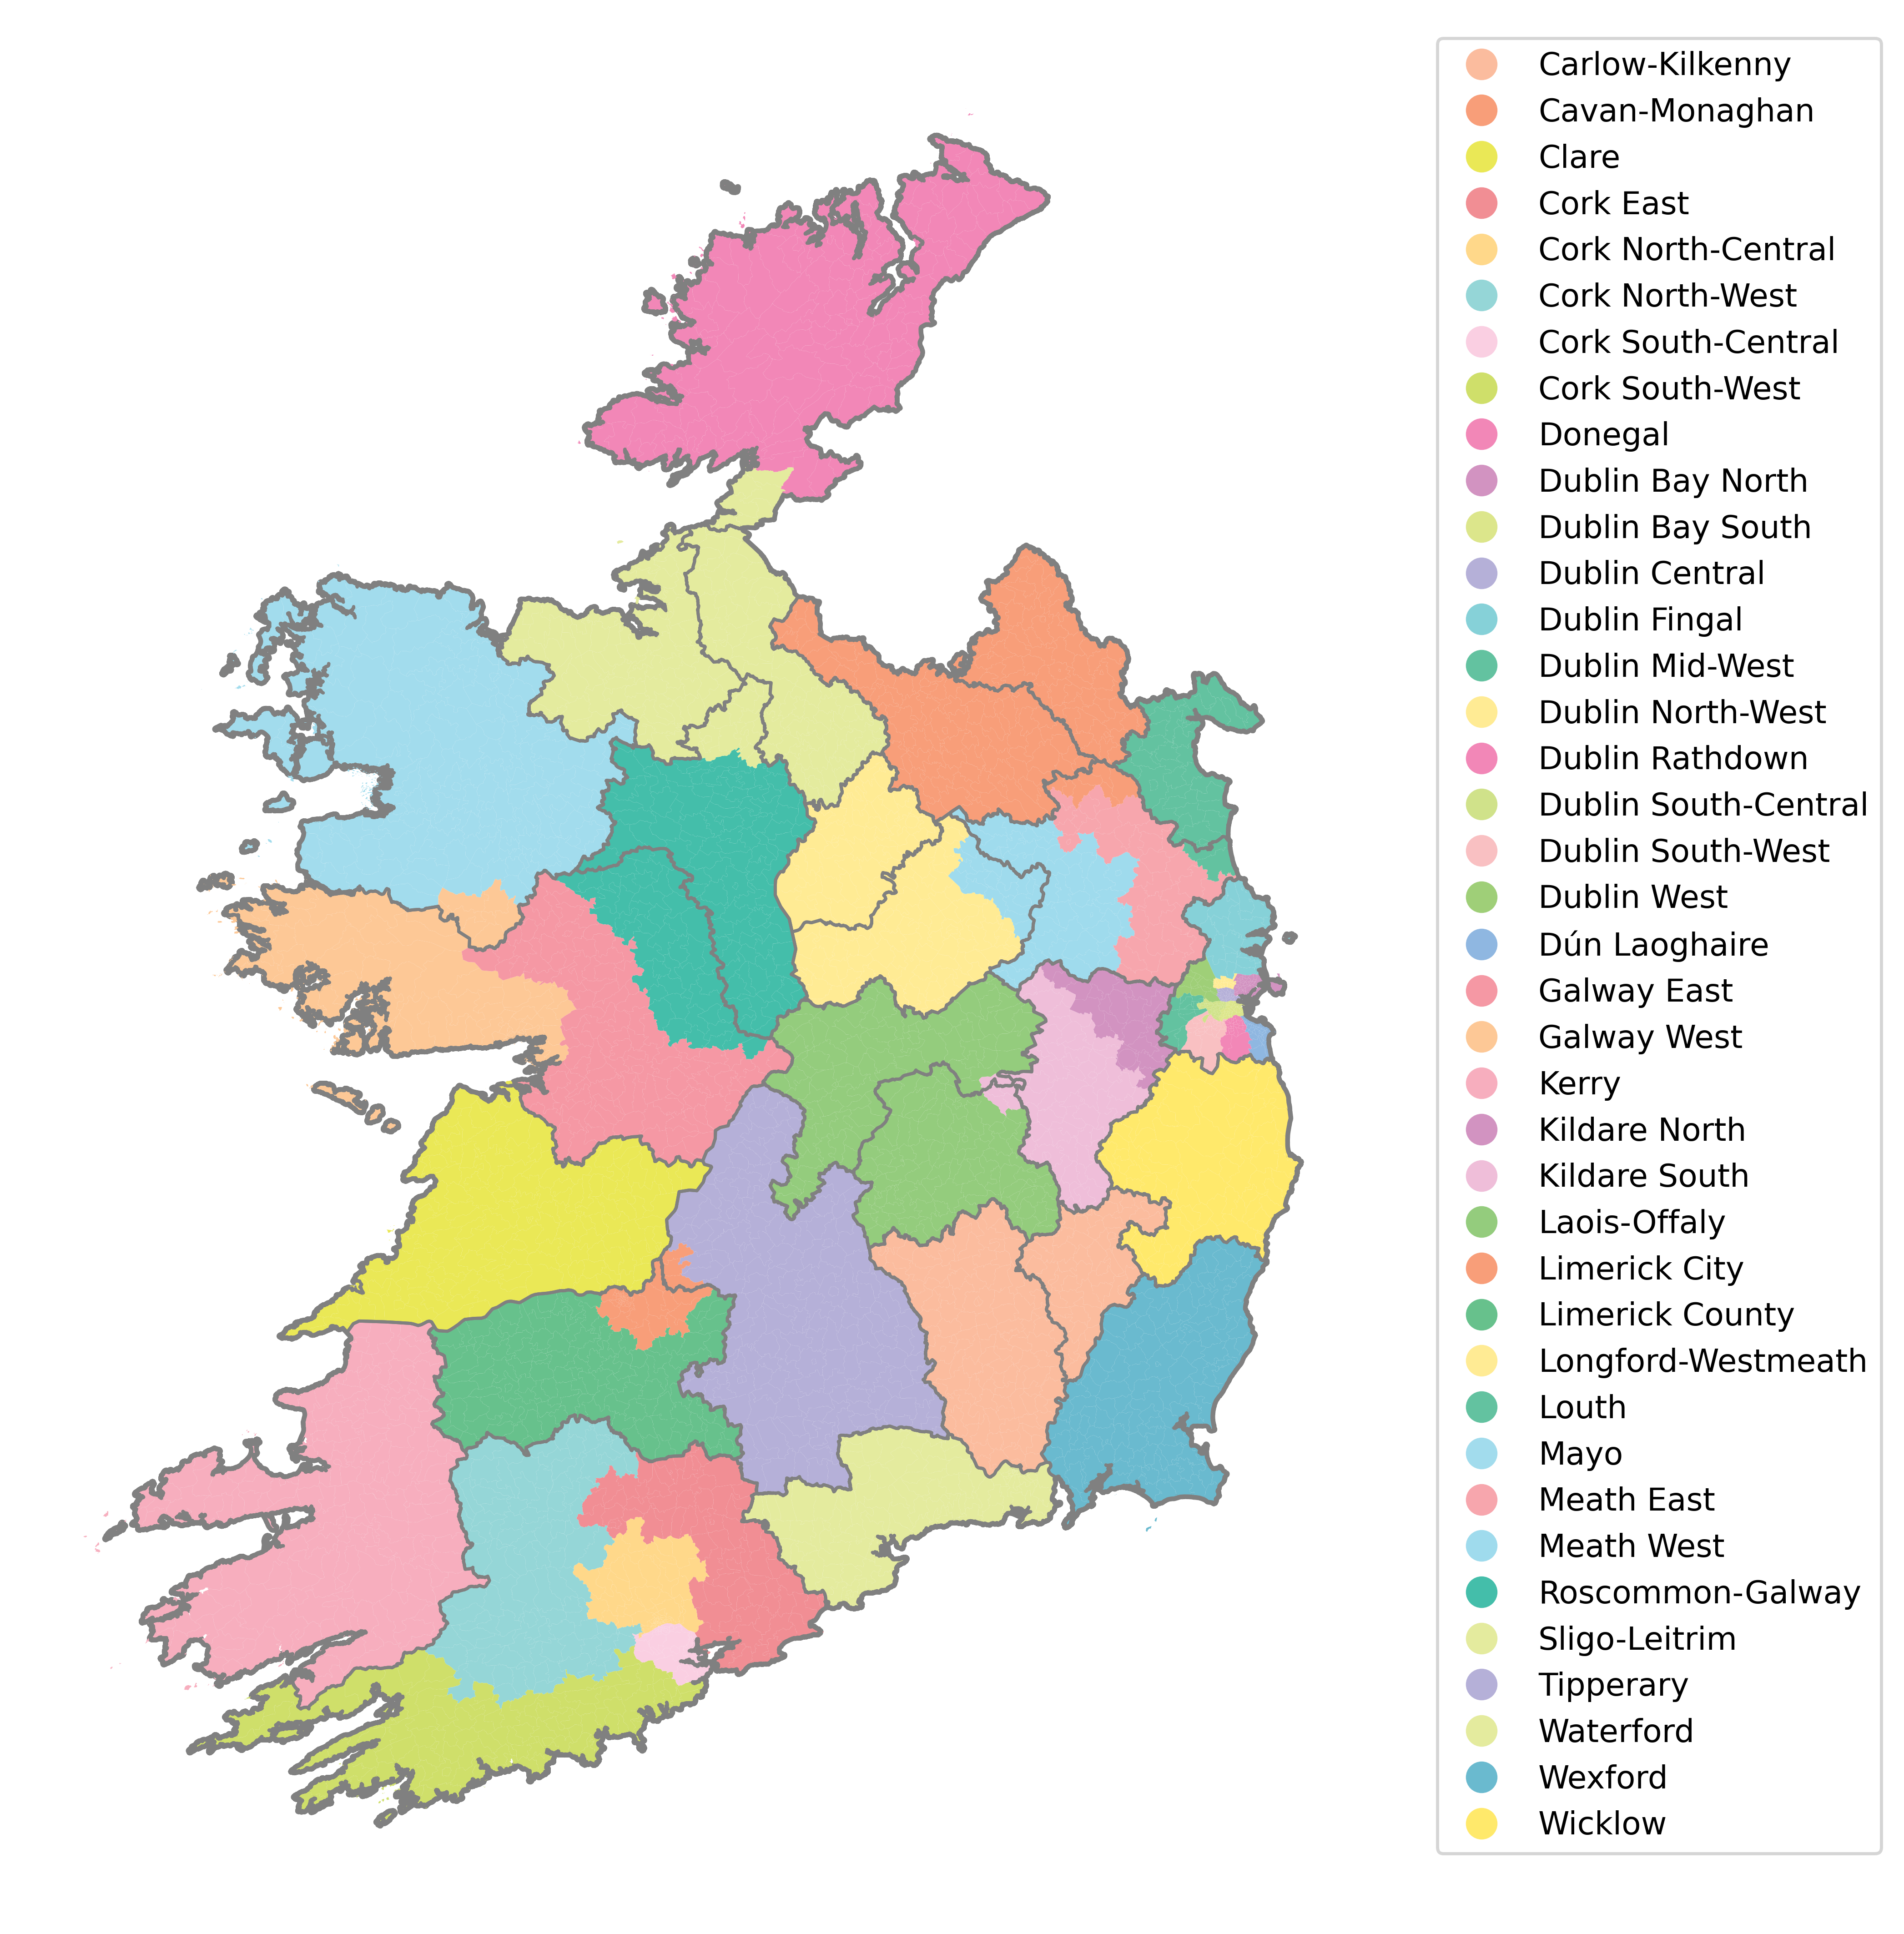 Carlow-Kilkenny
Cavan-Monaghan
Clare
Cork East
Cork North-Central
Cork North-West
Cork South-Central
Cork South-West
Donegal
Dublin Bay North
Dublin Bay South
Dublin Central
Dublin Fingal
Dublin Mid-West
Dublin North-West
Dublin Rathdown
Dublin South-Central
Dublin South-West
Dublin West
Dún Laoghaire
Galway East
Galway West
Kerry
Kildare North
Kildare South
Laois-Offaly
Limerick City
Limerick County
Longford-Westmeath
Louth
Mayo
Meath East
Meath West
Roscommon-Galway
Sligo-Leitrim
Tipperary
Waterford
Wexford
Wicklow